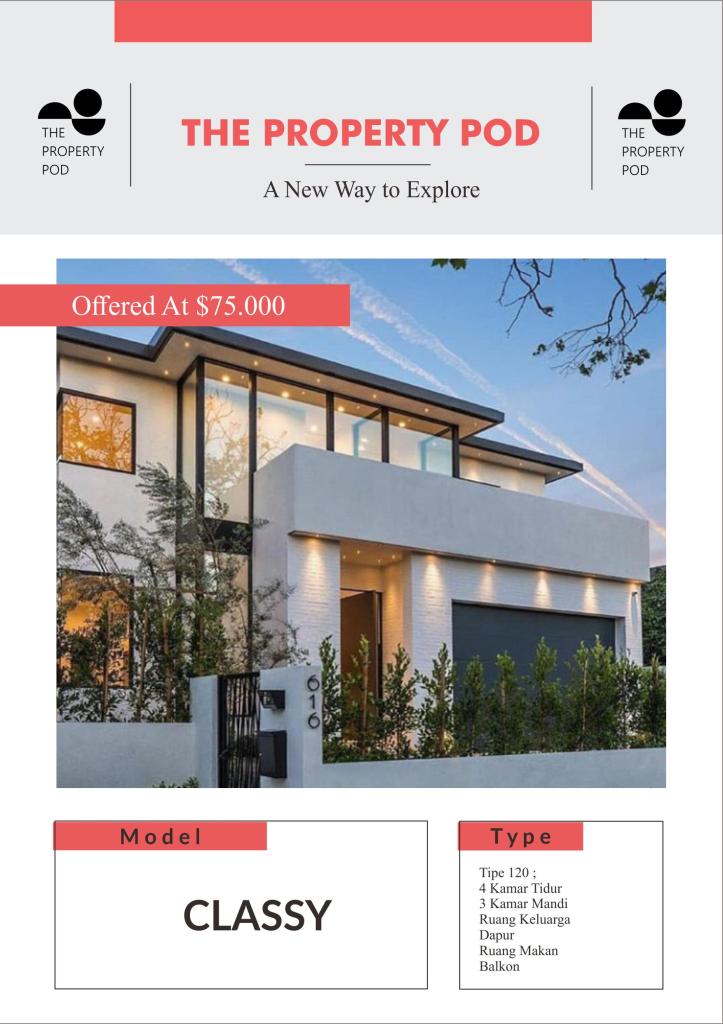 THE
PROPERTY
POD
THE PROPERTY POD
A New Way to Explore
THE
PROPERTY
POD
Offered At $75.000
616
Model
CLASSY
Type
Tipe 120 ;
4 Kamar Tidur
3 Kamar Mandi
Ruang Keluarga
Dapur
Ruang Makan
Balkon